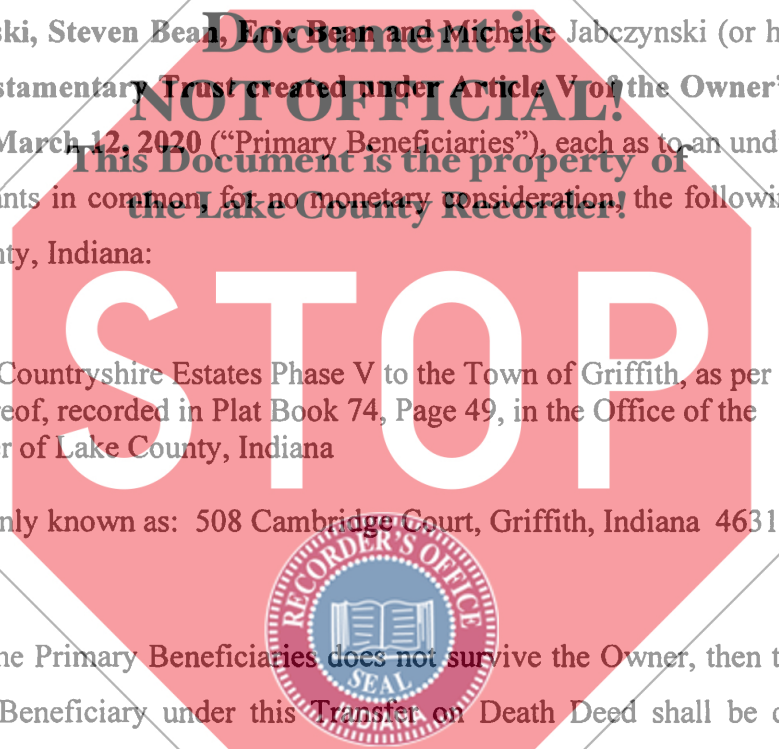 ski, Steven Bean, Eric Bean and Michelle Jabczynski (or h
Document is
stamentary Trust created under Article V of the Owner'
NOT OFFICIAL!
March 12, 2020 ("Primary Beneficiaries"), each as to an und
This Document is the property of
nts in common, for no monetary consideration, the followi
the Lake County Recorder!
ty, Indiana:
STOP
Countryshire Estates Phase V to the Town of Griffith, as per
eof, recorded in Plat Book 74, Page 49, in the Office of the
r of Lake County, Indiana
nly known as: 508 Cambridge Court, Griffith, Indiana 4631
RECORDER'S OFFICE
SEAL
INDIANA
he Primary Beneficiaries does not survive the Owner, then t
Beneficiary under this Transfer on Death Deed shall be